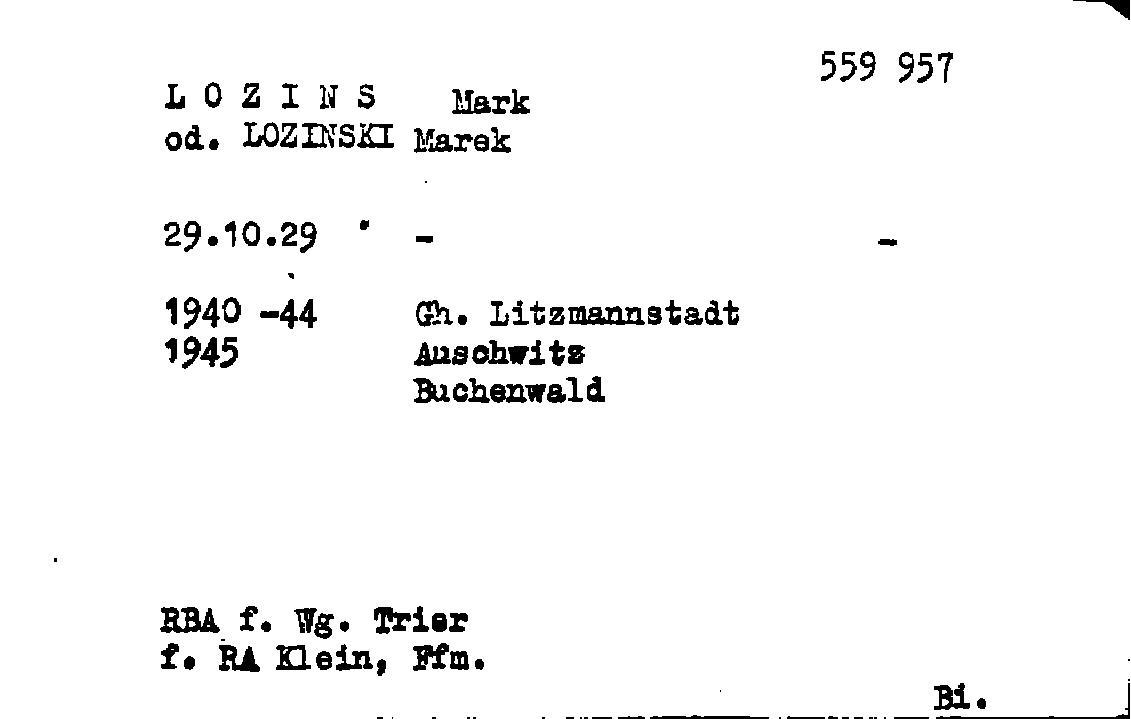 559 957
L O Z I N S Mark
od. LOZINSKI Marek
29.10.29 - -
1940 -44 Gh. Litzmannstadt
1945 Auschwitz
Buchenwald
RBA f. Wg. Trier
f. RA Klein, Ffm.
Bi.